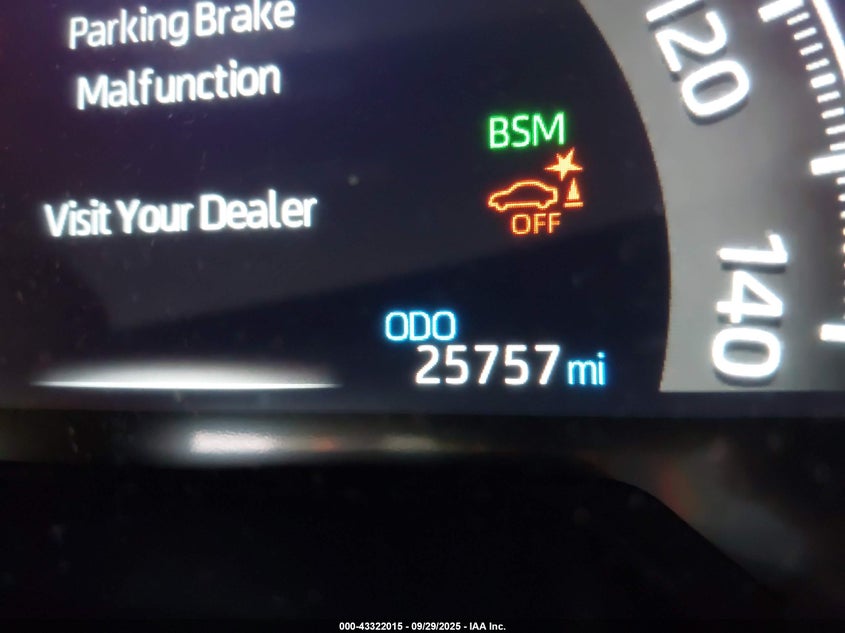 Parking Brake
Malfunction
Visit Your Dealer
BSM
OFF
ODO
25757 mi
120
140
000-43322015 - 09/29/2025 - IAA Inc.